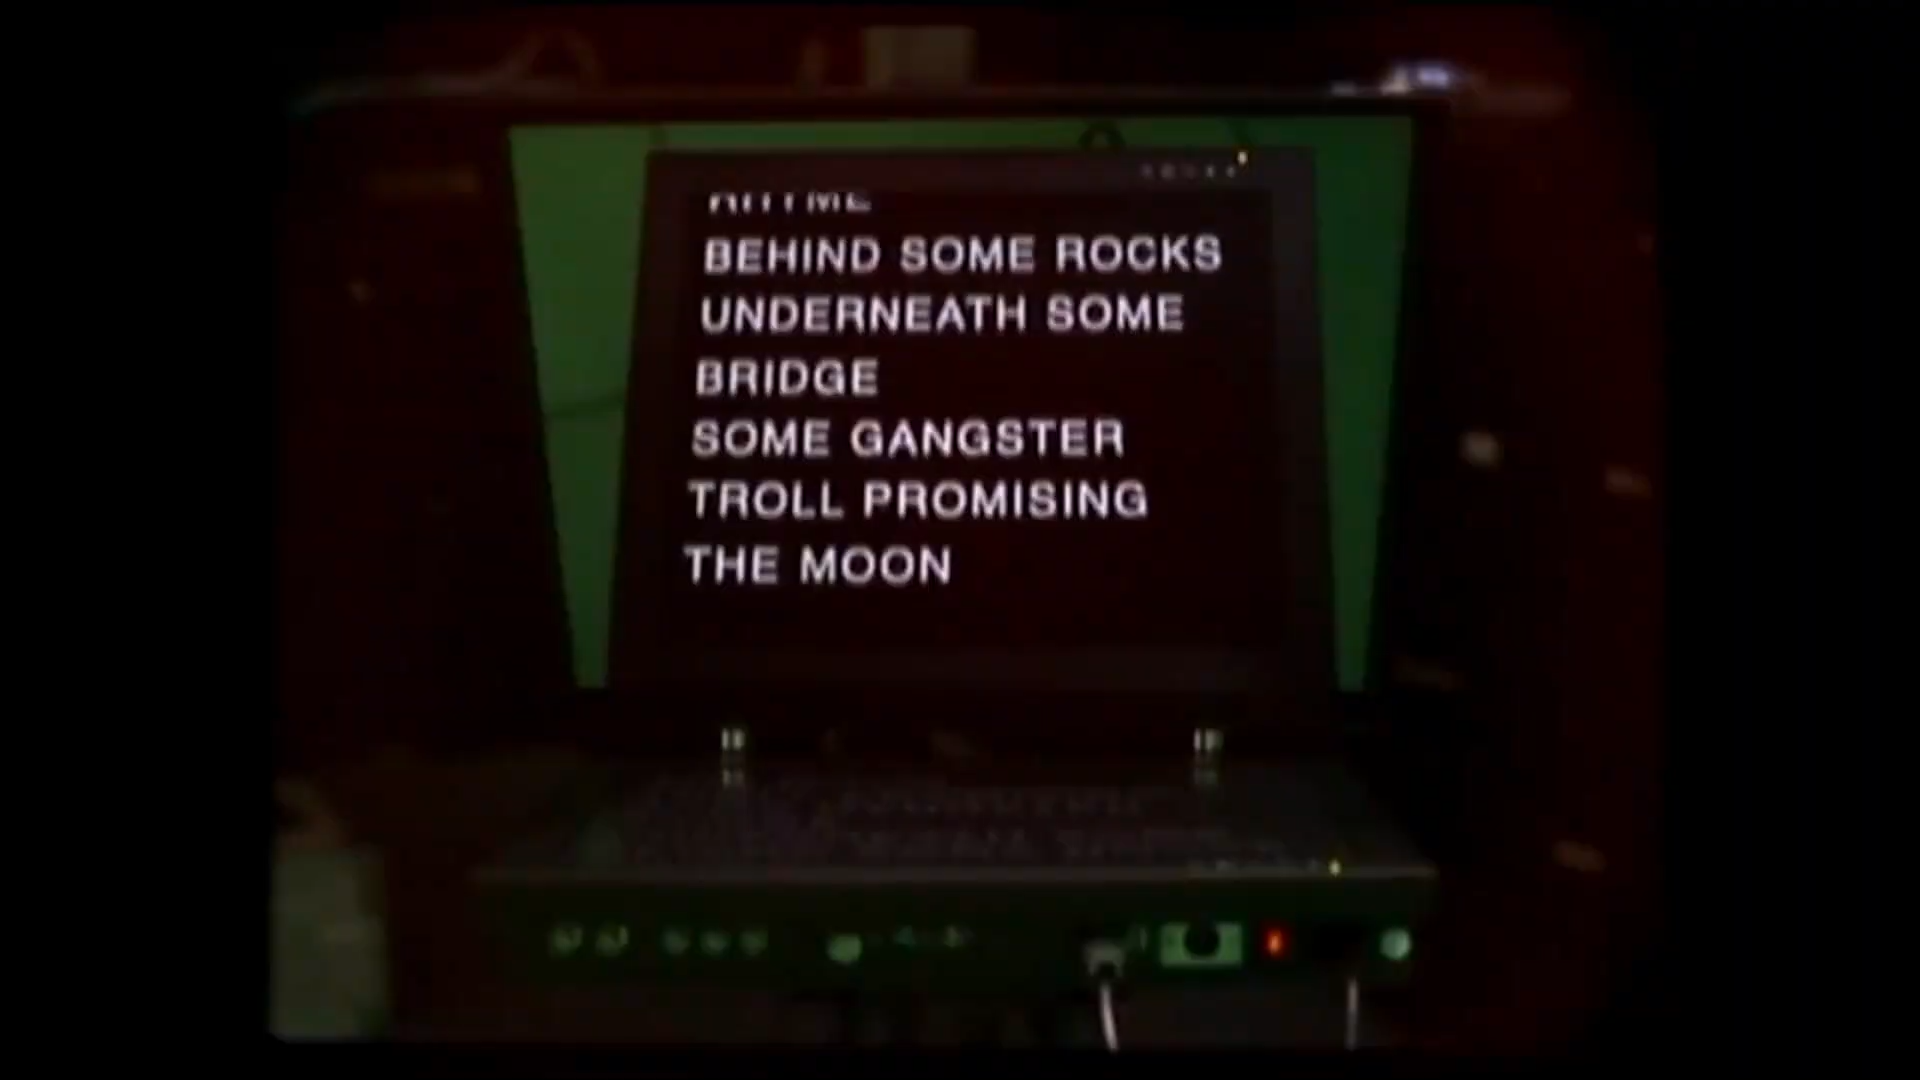 BEHIND SOME ROCKS
UNDERNEATH SOME
BRIDGE
SOME GANGSTER
TROLL PROMISING
THE MOON